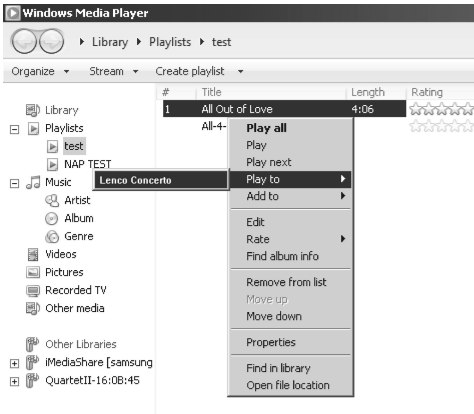 Windows Media Player
Library Playlists test
Organize Stream Create playlist
# Title Length Rating
Library
Playlists
test
NAP TEST
Music
Artist
Album
Genre
Videos
Pictures
Recorded TV
Other media
Other Libraries
iMediaShare [samsung
QuartetII-16:0B:45
1 All Out of Love 4:06
All-4-
Play all
Play
Play next
Play to
Lenco Concerto
Add to
Edit
Rate
Find album info
Remove from list
Move up
Move down
Properties
Find in library
Open file location